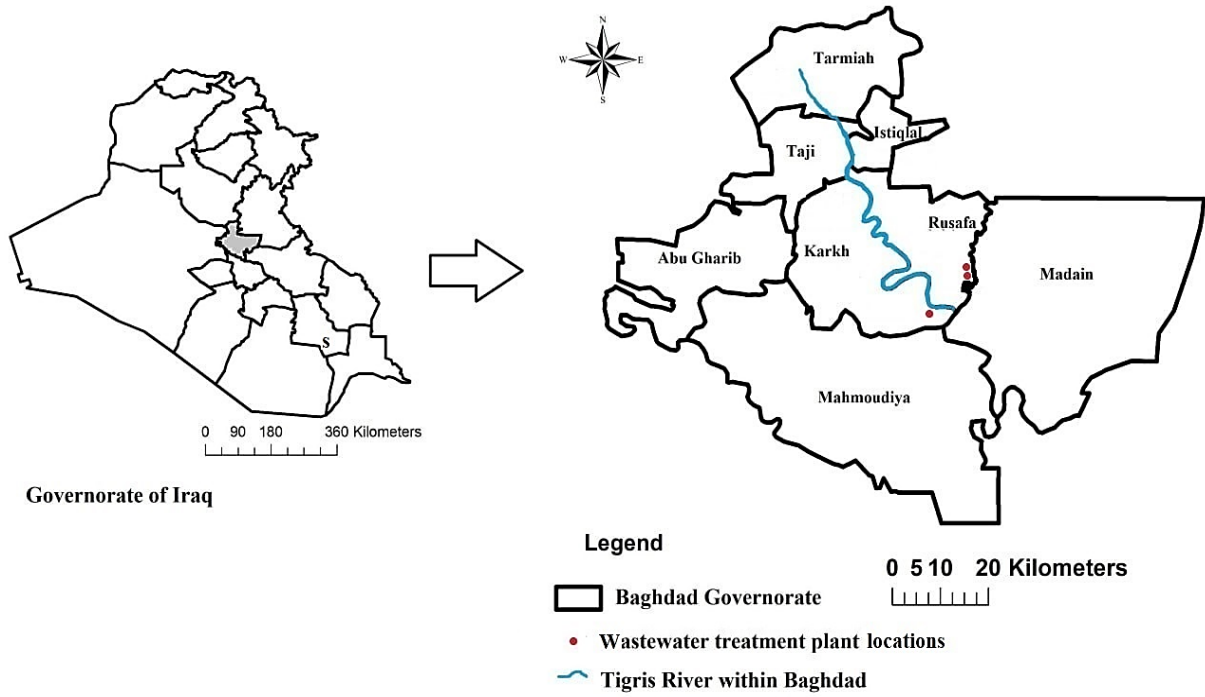 N
W E
S
Tarmiah
Istiqlal
Taji
Rusafa
Abu Gharib
Karkh
Madain
Mahmoudiya
S
0 90 180 360 Kilometers
Governorate of Iraq
Legend
0 5 10 20 Kilometers
Baghdad Governorate
Wastewater treatment plant locations
Tigris River within Baghdad